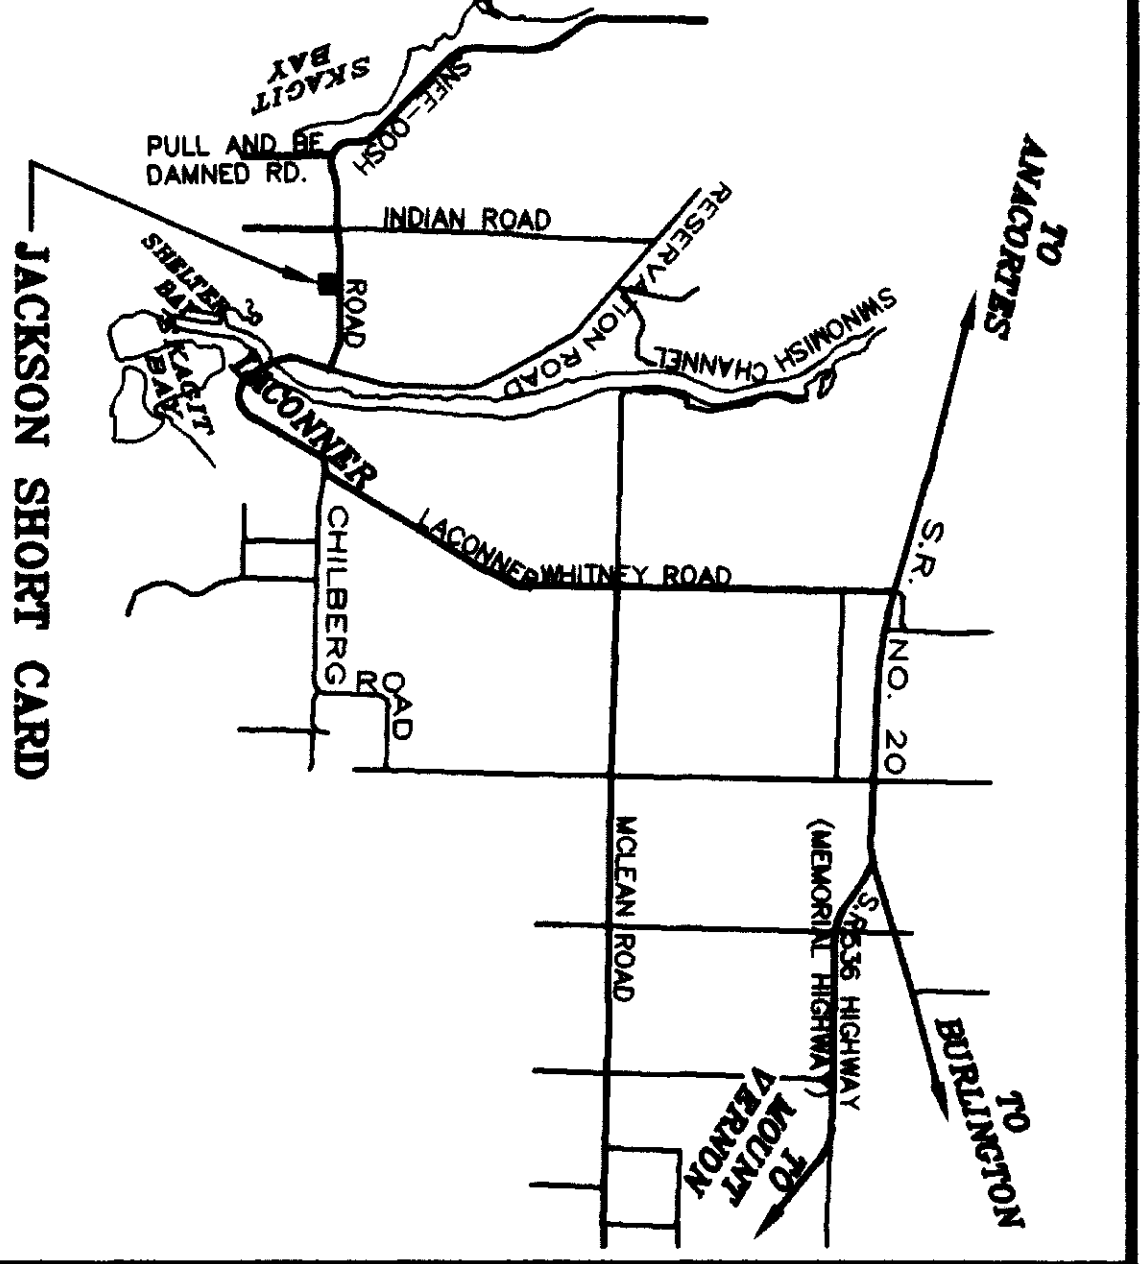 TO
ANACORTES
SKAGIT
BAY
SNEE-OOSH
ROAD
PULL AND BE
DAMNED RD.
INDIAN ROAD
RESERVATION ROAD
SWINOMISH CHANNEL
SHELTER
BAY
SKAGIT
BAY
LACONNER
LACONNER WHITNEY ROAD
CHILBERG
ROAD
S.R. NO. 20
MCLEAN ROAD
S.R. 536 HIGHWAY
(MEMORIAL HIGHWAY)
TO
BURLINGTON
TO
MOUNT
VERNON
JACKSON SHORT CARD